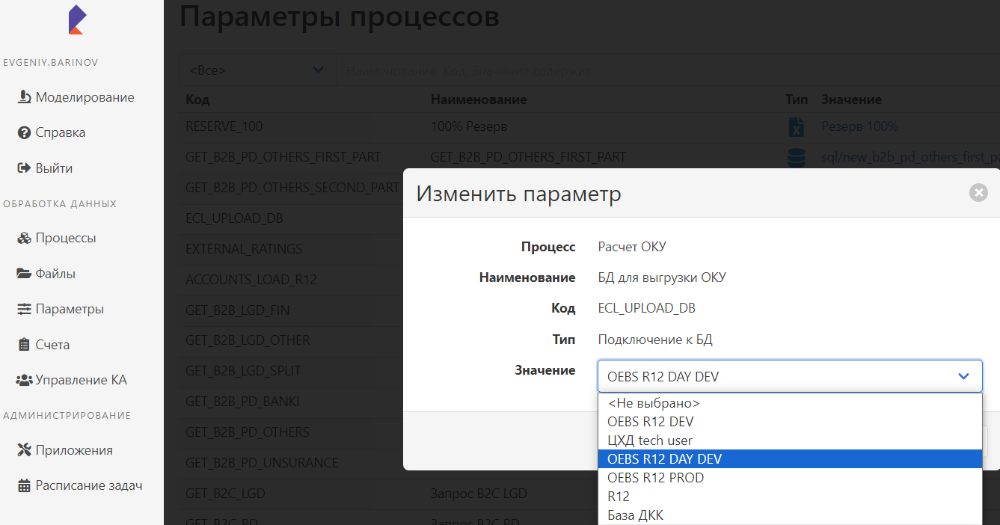 EVGENIY.BARINOV
Моделирование
Справка
Выйти
ОБРАБОТКА ДАННЫХ
Процессы
Файлы
Параметры
Счета
Управление КА
АДМИНИСТРИРОВАНИЕ
Приложения
Расписание задач
Параметры процессов
<Все> Наименование, Код, Значение содержит
Код Наименование Тип Значение
RESERVE_100 100% Резерв Резерв 100%
GET_B2B_PD_OTHERS_FIRST_PART GET_B2B_PD_OTHERS_FIRST_PART sql/new_b2b_pd_others_first_pa
GET_B2B_PD_OTHERS_SECOND_PART
ECL_UPLOAD_DB
EXTERNAL_RATINGS
ACCOUNTS_LOAD_R12
GET_B2B_LGD_FIN
GET_B2B_LGD_OTHER
GET_B2B_LGD_SPLIT
GET_B2B_PD_BANKI
GET_B2B_PD_OTHERS
GET_B2B_PD_UNSURANCE
GET_B2C_LGD Запрос B2C LGD
GET_B2C_PD Запрос B2C PD
Изменить параметр
Процесс Расчет ОКУ
Наименование БД для выгрузки ОКУ
Код ECL_UPLOAD_DB
Тип Подключение к БД
Значение OEBS R12 DAY DEV
<Не выбрано>
OEBS R12 DEV
ЦХД tech user
OEBS R12 DAY DEV
OEBS R12 PROD
R12
База ДКК